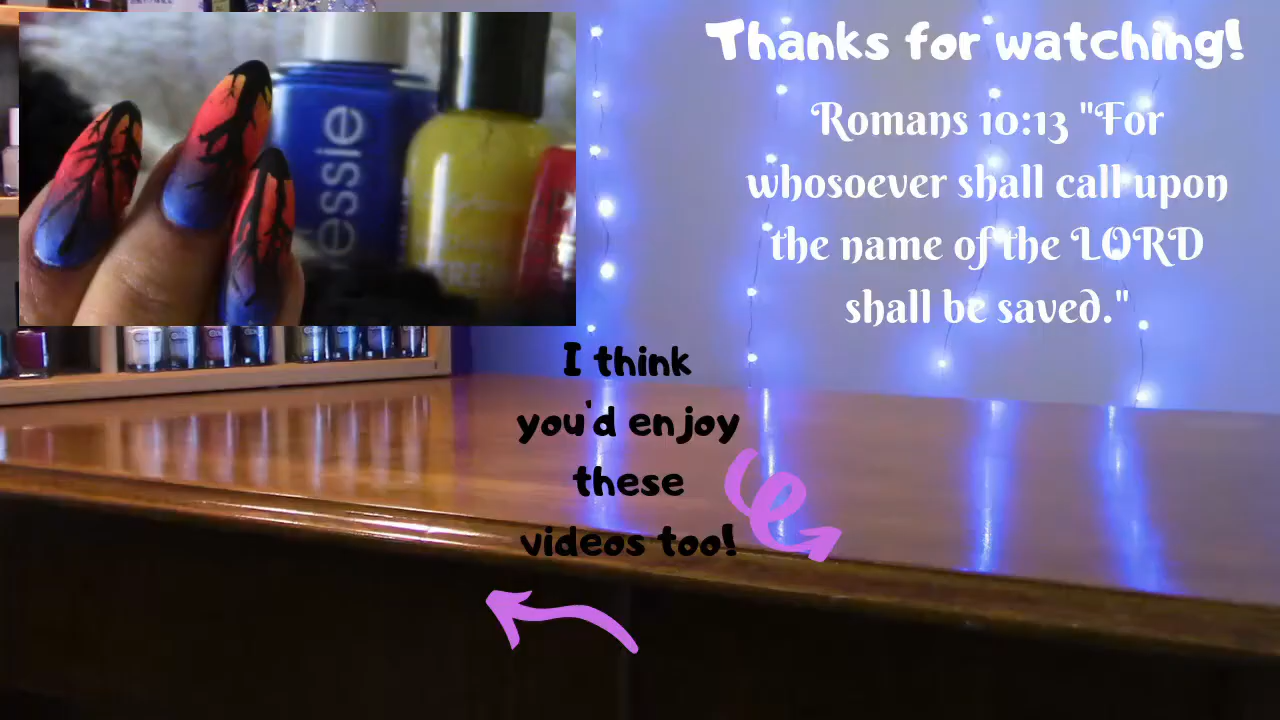 Thanks for watching!
Romans 10:13 "For
whosoever shall call upon
the name of the LORD
shall be saved."
essie
I think
you'd enjoy
these
videos too!